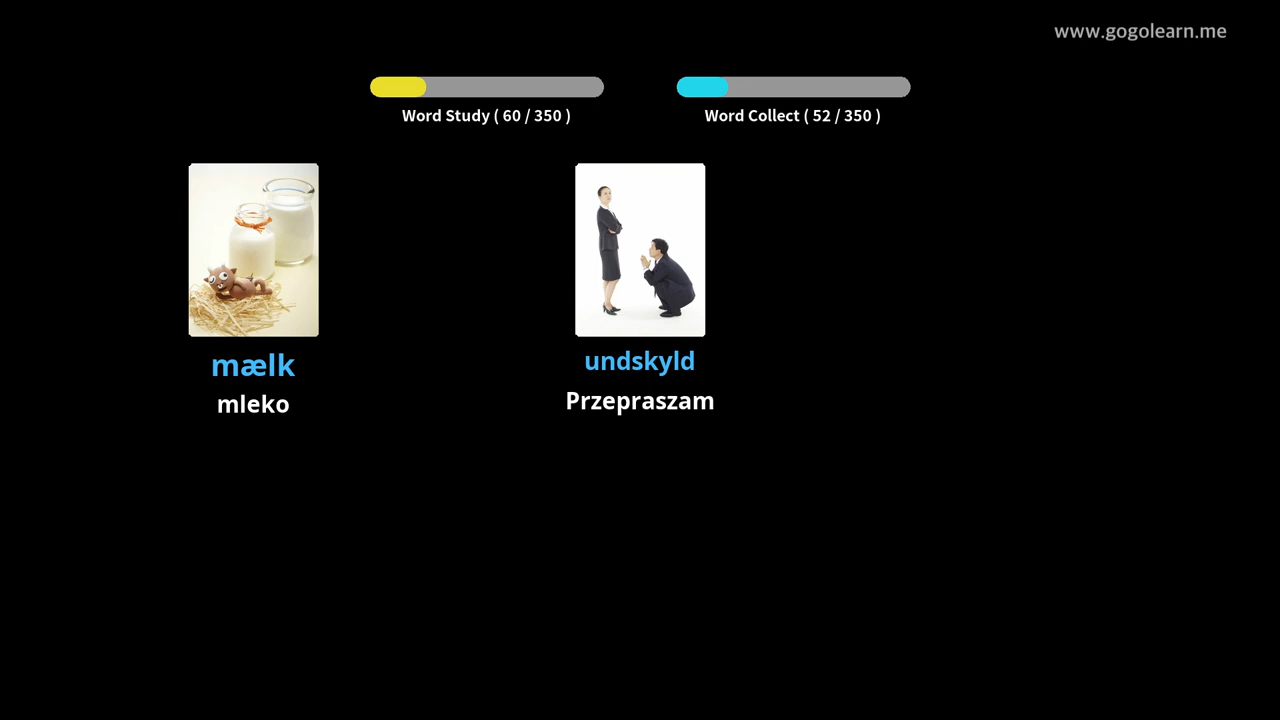 www.gogolearn.me
Word Study ( 60 / 350 )
Word Collect ( 52 / 350 )
mælk
mleko
undskyld
Przepraszam